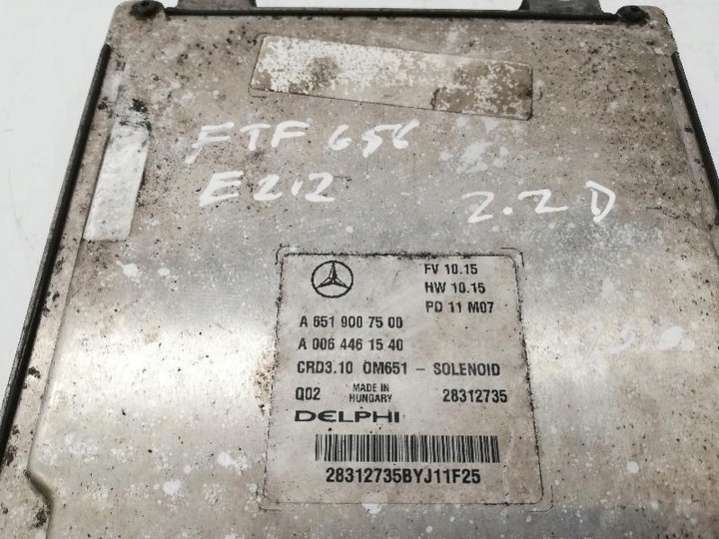 FTF 656
E212
2.2 D
FV 10.15
HW 10.15
PD 11 M07
A 651 900 75 00
A 006 446 15 40
CRD3.10 OM651 - SOLENOID
Q02 MADE IN HUNGARY 28312735
DELPHI
28312735BYJ11F25